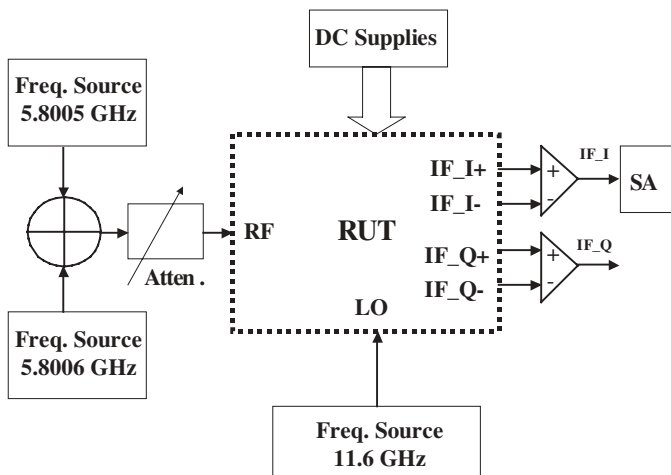 DC Supplies
Freq. Source
5.8005 GHz
Atten .
Freq. Source
5.8006 GHz
RF
RUT
LO
IF_I+
IF_I-
IF_Q+
IF_Q-
+
-
IF_I
SA
+
-
IF_Q
Freq. Source
11.6 GHz